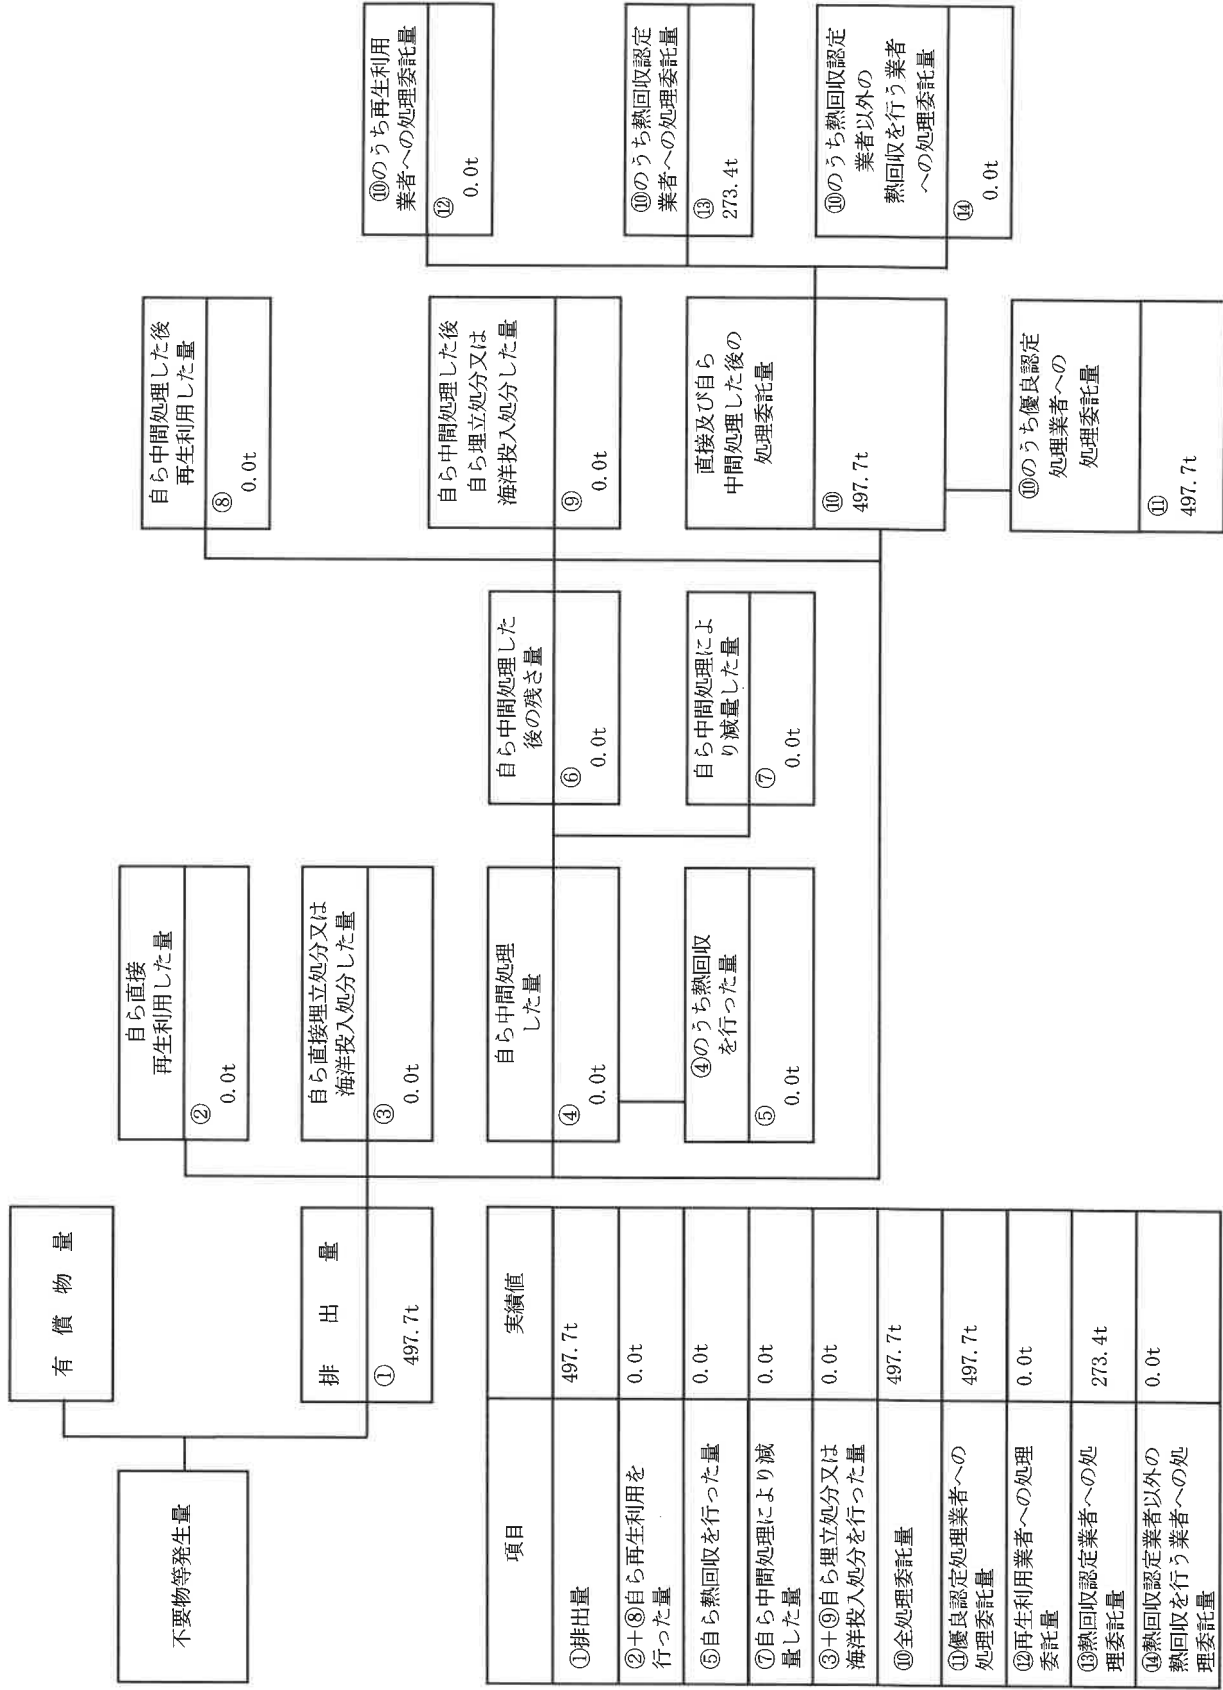 不要物等発生量
有償物量
排出量
①
497.7t
自ら直接
再生利用した量
②
0.0t
自ら直接埋立処分又は
海洋投入処分した量
③
0.0t
自ら中間処理
した量
④
0.0t
④のうち熱回収
を行った量
⑤
0.0t
自ら中間処理した
後の残さ量
⑥
0.0t
自ら中間処理によ
り減量した量
⑦
0.0t
自ら中間処理した後
再生利用した量
⑧
0.0t
自ら中間処理した後
自ら埋立処分又は
海洋投入処分した量
⑨
0.0t
直接及び自ら
中間処理した後の
処理委託量
⑩
497.7t
⑩のうち優良認定
処理業者への
処理委託量
⑪
497.7t
⑩のうち再生利用
業者への処理委託量
⑫
0.0t
⑩のうち熱回収認定
業者への処理委託量
⑬
273.4t
⑩のうち熱回収認定
業者以外の
熱回収を行う業者
への処理委託量
⑭
0.0t
項目 実績値
①排出量 497.7t
②+⑧自ら再生利用を
行った量 0.0t
⑤自ら熱回収を行った量 0.0t
⑦自ら中間処理により減
量した量 0.0t
③+⑨自ら埋立処分又は
海洋投入処分を行った量 0.0t
⑩全処理委託量 497.7t
⑪優良認定処理業者への
処理委託量 497.7t
⑫再生利用業者への処理
委託量 0.0t
⑬熱回収認定業者への処
理委託量 273.4t
⑭熱回収認定業者以外の
熱回収を行う業者への処
理委託量 0.0t